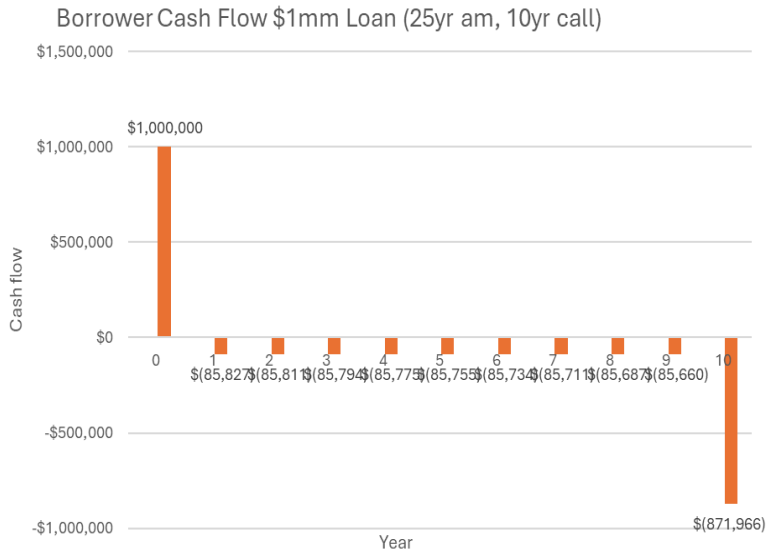 Borrower Cash Flow $1mm Loan (25yr am, 10yr call)
$1,500,000
$1,000,000
$1,000,000
$500,000
Cash flow
$0
0 1 2 3 4 5 6 7 8 9 10
$(85,827) $(85,811) $(85,794) $(85,775) $(85,755) $(85,734) $(85,711) $(85,687) $(85,660)
-$500,000
$(871,966)
-$1,000,000
Year